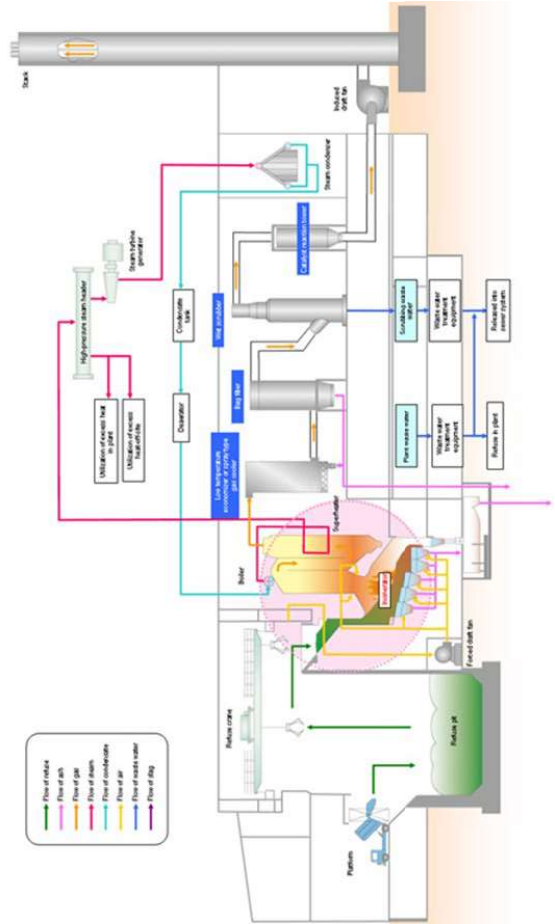 Flow of refuse
Flow of ash
Flow of gas
Flow of steam
Flow of condensate
Flow of air
Flow of waste water
Flow of slag
Stack
High-pressure steam header
Steam turbine
generator
Utilization of excess heat
in plant
Utilization of excess
heat offsite
Condensate
tank
Deaerator
Steam condenser
Induced
draft fan
Low temperature
economizer or spray type
gas cooler
Bag filter
Wet scrubber
Catalyst reaction tower
Boiler
Superheater
Incinerator
Refuse crane
Platform
Refuse pit
Forced draft fan
Plant waste water
Waste water
treatment
equipment
Refuse in plant
Scrubbing waste
water
Waste water
treatment
equipment
Released into
sewer system